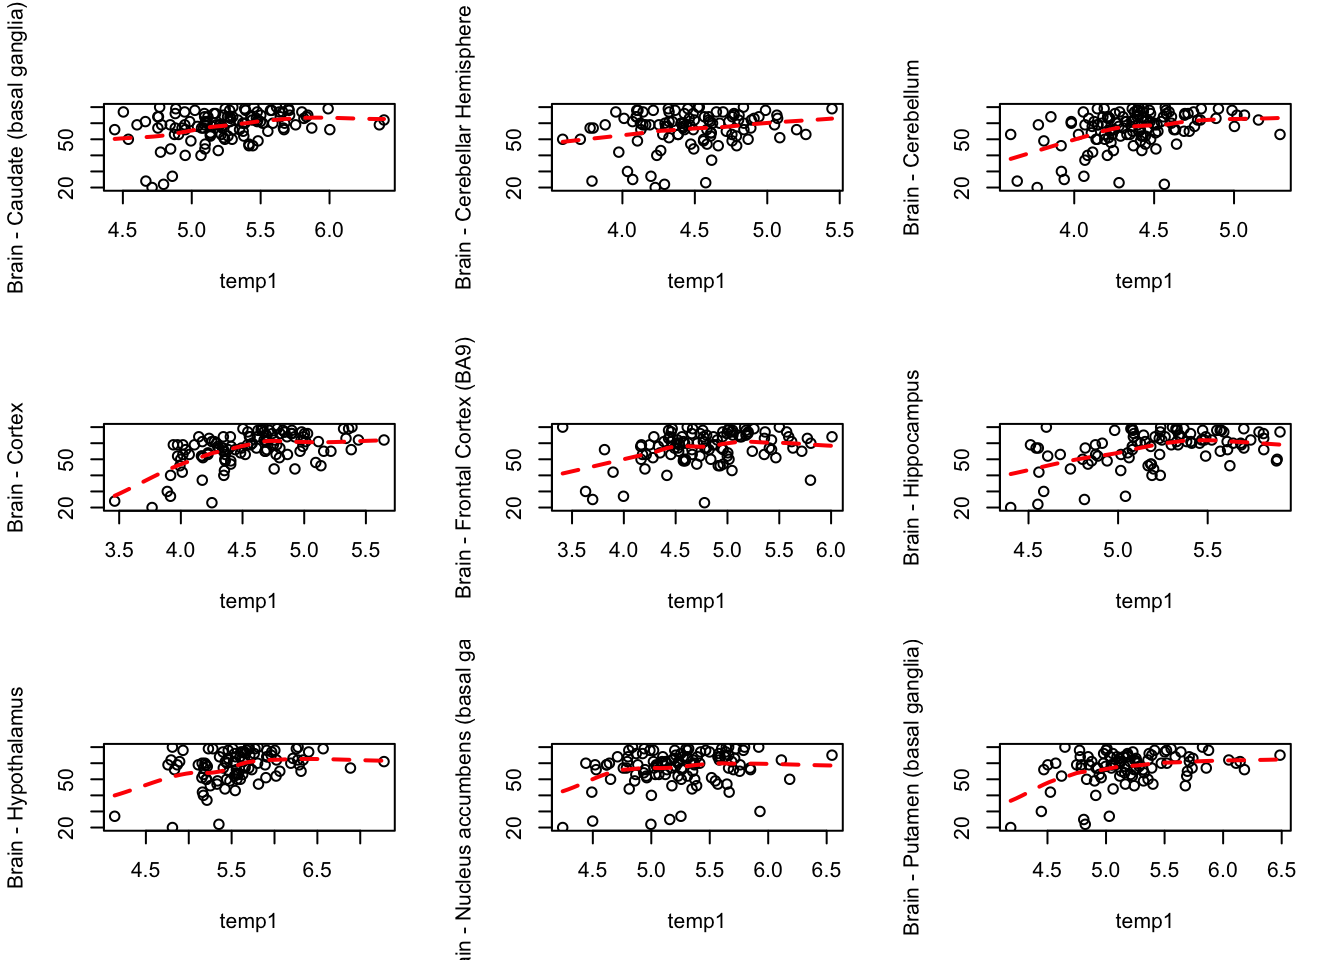 Brain - Caudate (basal ganglia)
50
20
4.5 5.0 5.5 6.0
temp1
Brain - Cerebellar Hemisphere
50
20
4.0 4.5 5.0 5.5
temp1
Brain - Cerebellum
50
20
4.0 4.5 5.0
temp1
Brain - Cortex
50
20
3.5 4.0 4.5 5.0 5.5
temp1
Brain - Frontal Cortex (BA9)
50
20
3.5 4.0 4.5 5.0 5.5 6.0
temp1
Brain - Hippocampus
50
20
4.5 5.0 5.5
temp1
Brain - Hypothalamus
50
20
4.5 5.5 6.5
temp1
ain - Nucleus accumbens (basal ga
50
20
4.5 5.0 5.5 6.0 6.5
temp1
Brain - Putamen (basal ganglia)
50
20
4.5 5.0 5.5 6.0 6.5
temp1